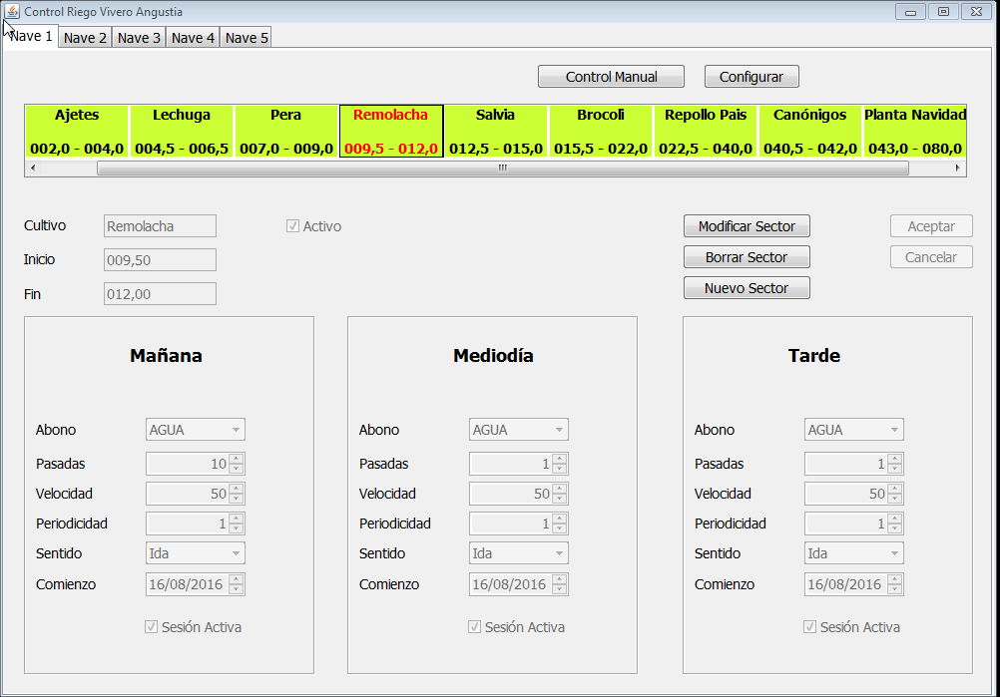 Control Riego Vivero Angustia
Nave 1 Nave 2 Nave 3 Nave 4 Nave 5
Control Manual Configurar
Ajetes Lechuga Pera Remolacha Salvia Brocoli Repollo Pais Canónigos Planta Navidad
002,0 - 004,0 004,5 - 006,5 007,0 - 009,0 009,5 - 012,0 012,5 - 015,0 015,5 - 022,0 022,5 - 040,0 040,5 - 042,0 043,0 - 080,0
Cultivo Remolacha Activo Modificar Sector Aceptar
Inicio 009,50 Borrar Sector Cancelar
Fin 012,00 Nuevo Sector
Mañana
Abono AGUA
Pasadas 10
Velocidad 50
Periodicidad 1
Sentido Ida
Comienzo 16/08/2016
Sesión Activa
Mediodía
Abono AGUA
Pasadas 1
Velocidad 50
Periodicidad 1
Sentido Ida
Comienzo 16/08/2016
Sesión Activa
Tarde
Abono AGUA
Pasadas 1
Velocidad 50
Periodicidad 1
Sentido Ida
Comienzo 16/08/2016
Sesión Activa